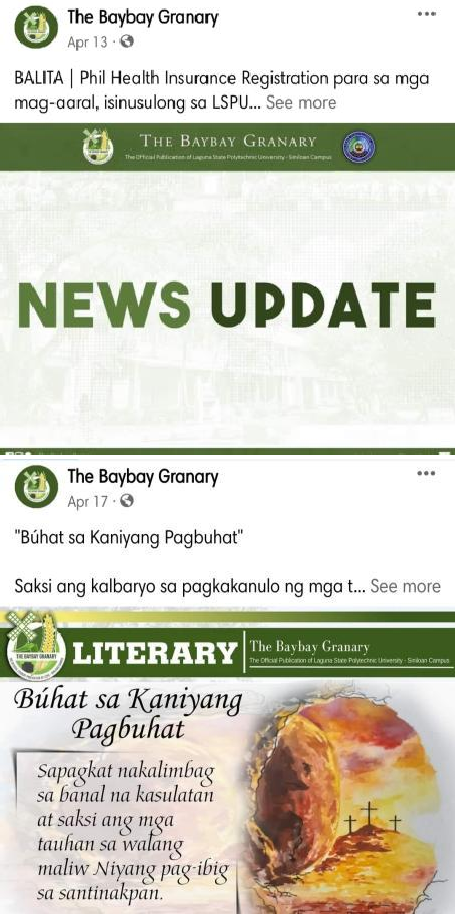 The Baybay Granary
Apr 13 ·
BALITA | Phil Health Insurance Registration para sa mga
mag-aaral, isinusulong sa LSPU... See more
THE BAYBAY GRANARY
The Official Publication of Laguna State Polytechnic University - Siniloan Campus
NEWS UPDATE
The Baybay Granary
Apr 17 ·
"Búhat sa Kaniyang Pagbuhat"
Saksi ang kalbaryo sa pagkakanulo ng mga t... See more
THE BAYBAY GRANARY
LITERARY
The Baybay Granary
The Official Publication of Laguna State Polytechnic University - Siniloan Campus
Búhat sa Kaniyang
Pagbuhat
Sapagkat nakalimbag
sa banal na kasulatan
at saksi ang mga
tauhan sa walang
maliw Niyang pag-ibig
sa santinakpan.